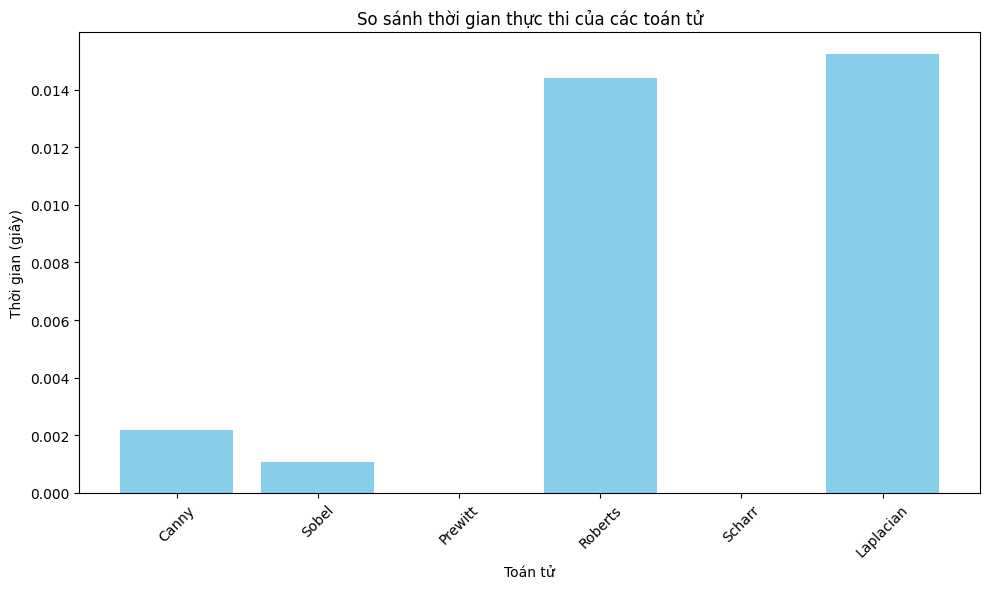 So sánh thời gian thực thi của các toán tử
Thời gian (giây)
0.014
0.012
0.010
0.008
0.006
0.004
0.002
0.000
Canny
Sobel
Prewitt
Roberts
Scharr
Laplacian
Toán tử